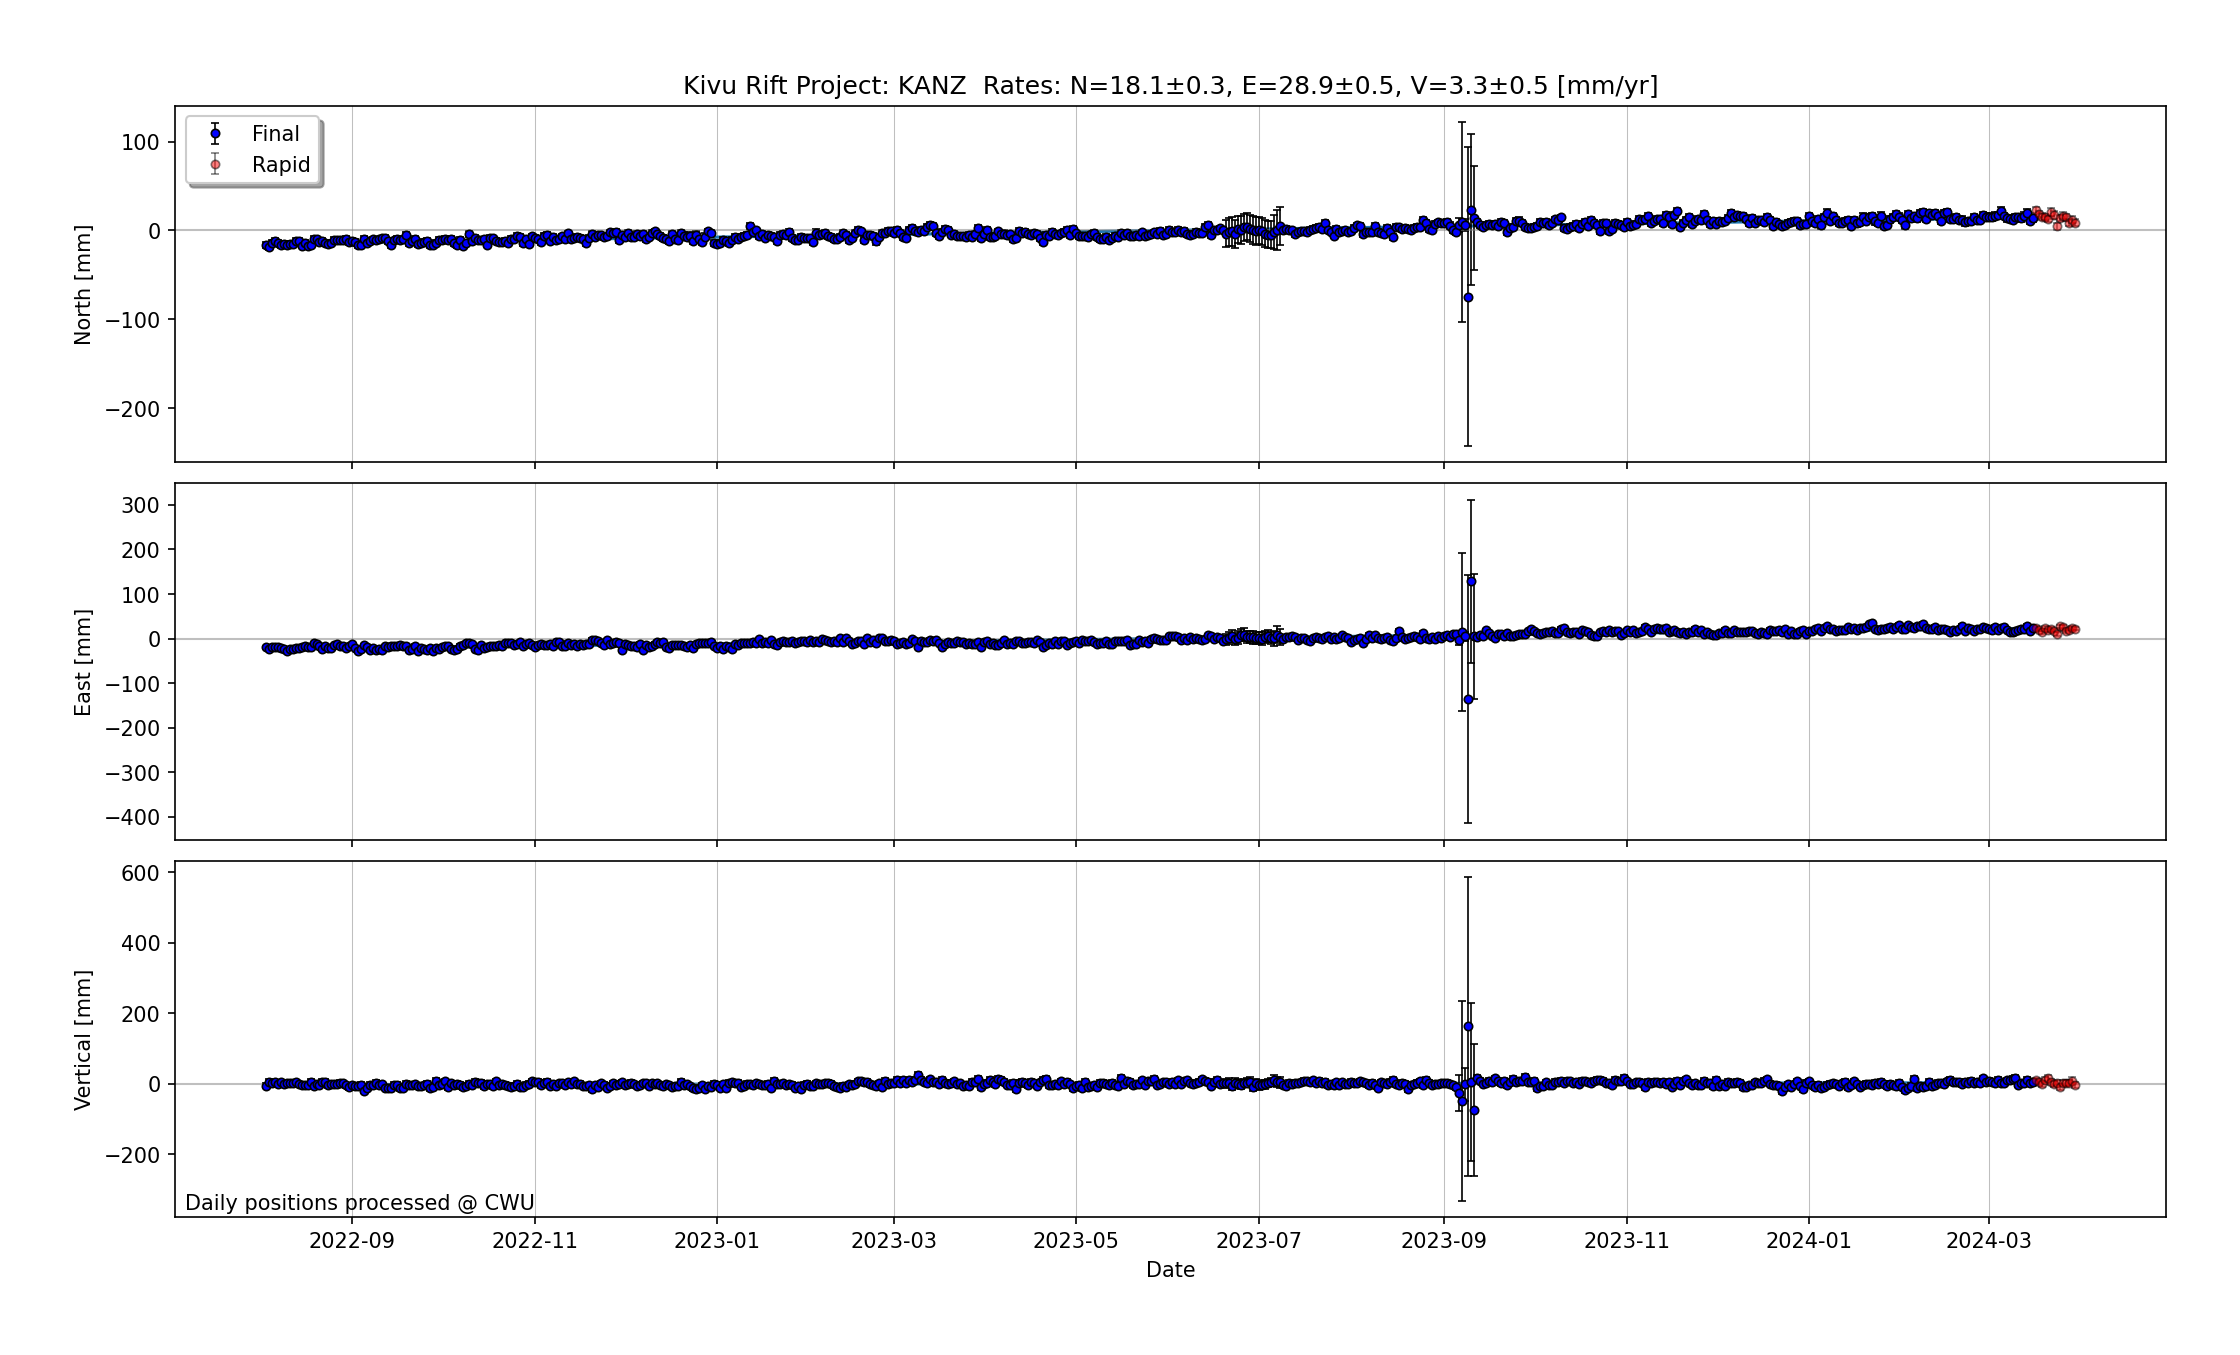 Kivu Rift Project: KANZ  Rates: N=18.1±0.3, E=28.9±0.5, V=3.3±0.5 [mm/yr]
Final
Rapid
100
0
−100
−200
North [mm]
300
200
100
0
−100
−200
−300
−400
East [mm]
600
400
200
0
−200
Vertical [mm]
Daily positions processed @ CWU
2022-09 2022-11 2023-01 2023-03 2023-05 2023-07 2023-09 2023-11 2024-01 2024-03
Date